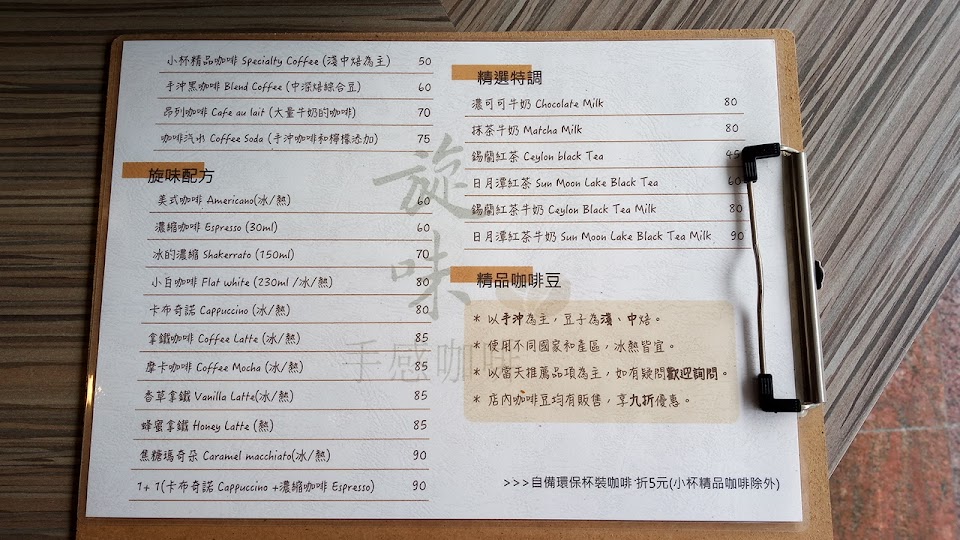 小杯精品咖啡 Specialty Coffee (淺中焙為主) 50
手沖黑咖啡 Blend Coffee (中深焙綜合豆) 60
昂列咖啡 Cafe au lait (大量牛奶的咖啡) 70
咖啡汽水 Coffee Soda (手沖咖啡和檸檬添加) 75
旋味配方
美式咖啡 Americano(冰/熱) 60
濃縮咖啡 Espresso (30ml) 60
冰的濃縮 Shakerrato (150ml) 70
小白咖啡 Flat white (230ml /冰/熱) 80
卡布奇諾 Cappuccino (冰/熱) 80
拿鐵咖啡 Coffee Latte (冰/熱) 85
摩卡咖啡 Coffee Mocha (冰/熱) 85
香草拿鐵 Vanilla Latte(冰/熱) 85
蜂蜜拿鐵 Honey Latte (熱) 85
焦糖瑪奇朵 Caramel macchiato(冰/熱) 90
1+1(卡布奇諾 Cappuccino +濃縮咖啡 Espresso) 90
旋味
手感咖啡
精選特調
濃可可牛奶 Chocolate Milk 80
抹茶牛奶 Matcha Milk 80
錫蘭紅茶 Ceylon black Tea 45
日月潭紅茶 Sun Moon Lake Black Tea 60
錫蘭紅茶牛奶 Ceylon Black Tea Milk 80
日月潭紅茶牛奶 Sun Moon Lake Black Tea Milk 90
精品咖啡豆
* 以手沖為主，豆子為淺、中焙。
* 使用不同國家和產區，冰熱皆宜。
* 以當天推薦品項為主，如有疑問歡迎詢問。
* 店內咖啡豆均有販售，享九折優惠。
>>>自備環保杯裝咖啡 折5元(小杯精品咖啡除外)